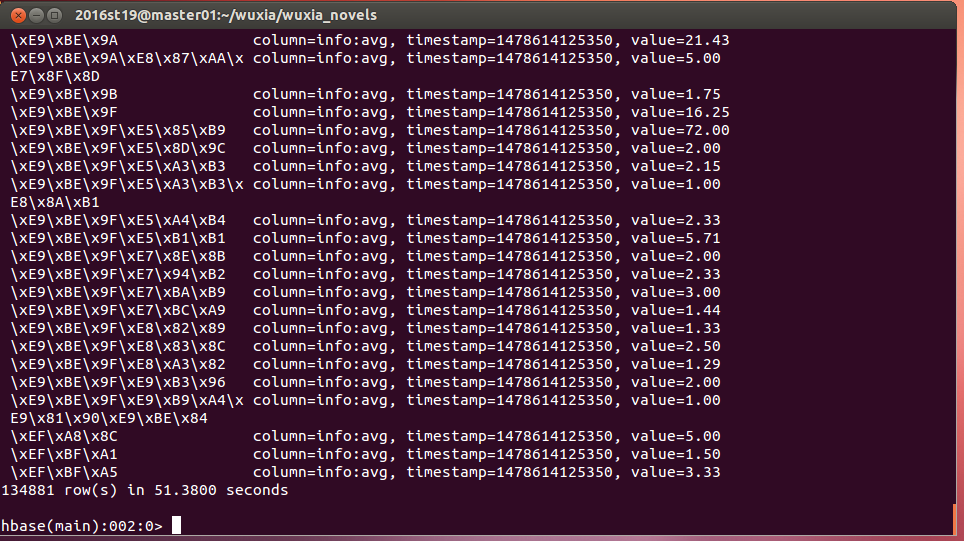 2016st19@master01:~/wuxia/wuxia_novels
\xE9\xBE\x9A column=info:avg, timestamp=1478614125350, value=21.43
\xE9\xBE\x9A\xE8\x87\xAA\x column=info:avg, timestamp=1478614125350, value=5.00
E7\x8F\x8D
\xE9\xBE\x9B column=info:avg, timestamp=1478614125350, value=1.75
\xE9\xBE\x9F column=info:avg, timestamp=1478614125350, value=16.25
\xE9\xBE\x9F\xE5\x85\xB9 column=info:avg, timestamp=1478614125350, value=72.00
\xE9\xBE\x9F\xE5\x8D\x9C column=info:avg, timestamp=1478614125350, value=2.00
\xE9\xBE\x9F\xE5\xA3\xB3 column=info:avg, timestamp=1478614125350, value=2.15
\xE9\xBE\x9F\xE5\xA3\xB3\x column=info:avg, timestamp=1478614125350, value=1.00
E8\x8A\xB1
\xE9\xBE\x9F\xE5\xA4\xB4 column=info:avg, timestamp=1478614125350, value=2.33
\xE9\xBE\x9F\xE5\xB1\xB1 column=info:avg, timestamp=1478614125350, value=5.71
\xE9\xBE\x9F\xE7\x8E\x8B column=info:avg, timestamp=1478614125350, value=2.00
\xE9\xBE\x9F\xE7\x94\xB2 column=info:avg, timestamp=1478614125350, value=2.33
\xE9\xBE\x9F\xE7\xBA\xB9 column=info:avg, timestamp=1478614125350, value=3.00
\xE9\xBE\x9F\xE7\xBC\xA9 column=info:avg, timestamp=1478614125350, value=1.44
\xE9\xBE\x9F\xE8\x82\x89 column=info:avg, timestamp=1478614125350, value=1.33
\xE9\xBE\x9F\xE8\x83\x8C column=info:avg, timestamp=1478614125350, value=2.50
\xE9\xBE\x9F\xE8\xA3\x82 column=info:avg, timestamp=1478614125350, value=1.29
\xE9\xBE\x9F\xE9\xB3\x96 column=info:avg, timestamp=1478614125350, value=2.00
\xE9\xBE\x9F\xE9\xB9\xA4\x column=info:avg, timestamp=1478614125350, value=1.00
E9\x81\x90\xE9\xBE\x84
\xEF\xA8\x8C column=info:avg, timestamp=1478614125350, value=5.00
\xEF\xBF\xA1 column=info:avg, timestamp=1478614125350, value=1.50
\xEF\xBF\xA5 column=info:avg, timestamp=1478614125350, value=3.33
134881 row(s) in 51.3800 seconds
hbase(main):002:0>